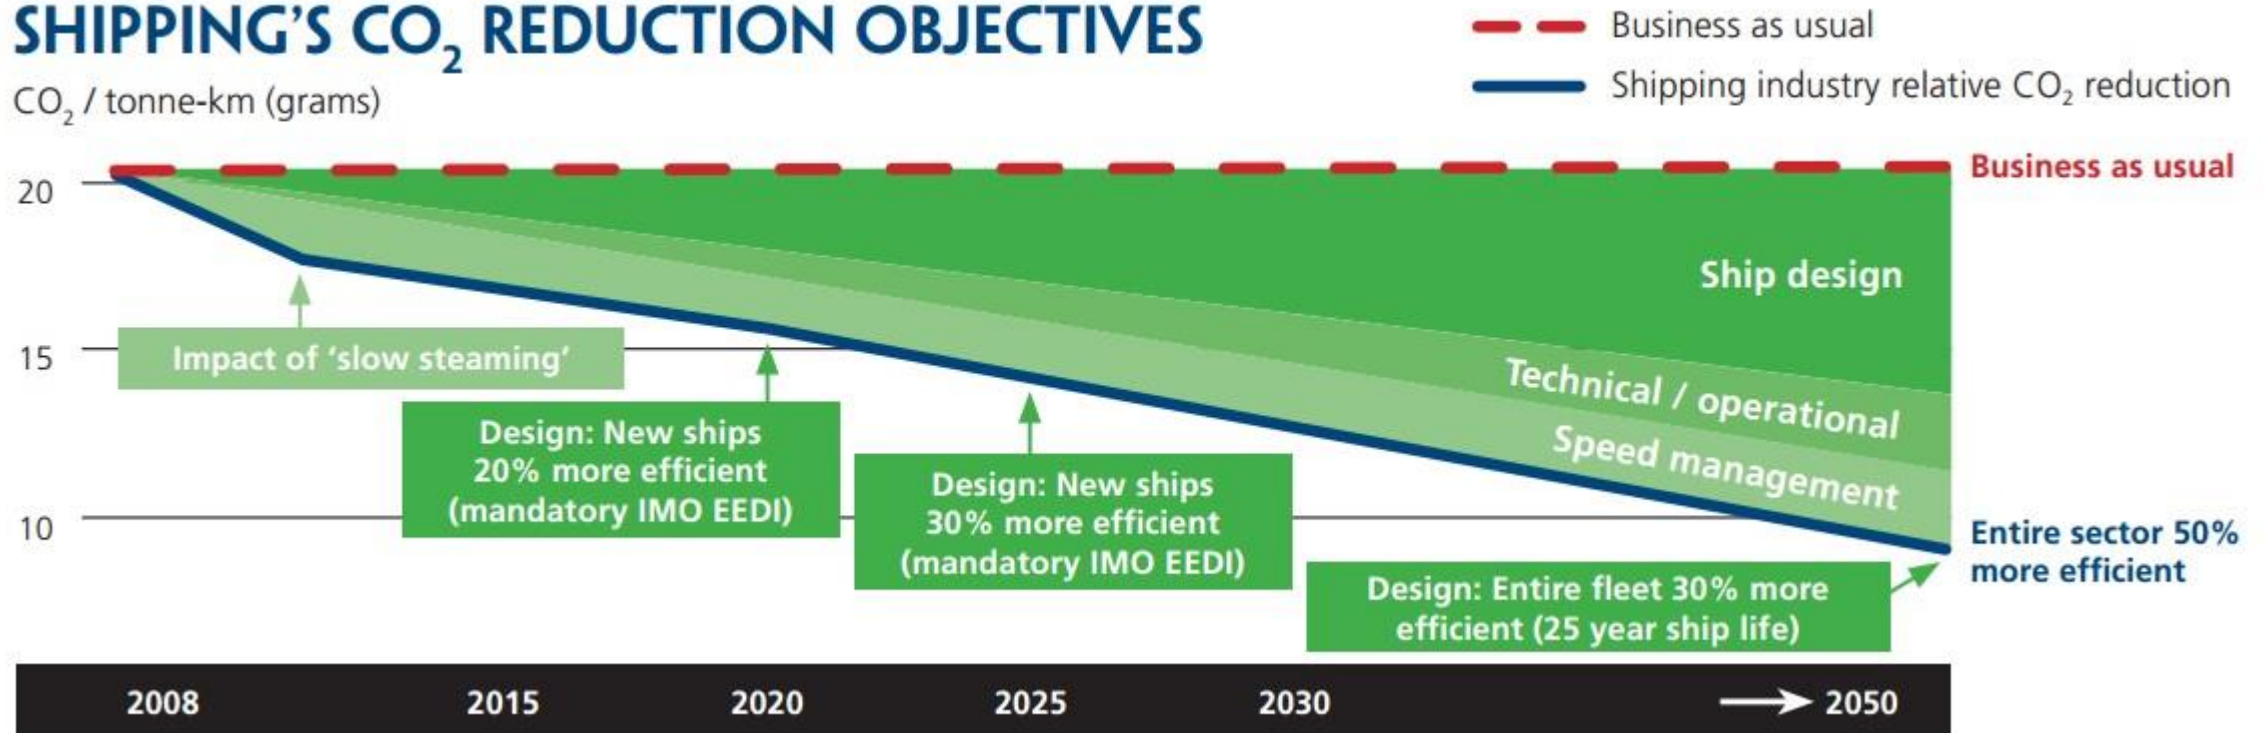 SHIPPING'S CO₂ REDUCTION OBJECTIVES
CO₂ / tonne-km (grams)
Business as usual
Shipping industry relative CO₂ reduction
20
15
10
Business as usual
Ship design
Technical / operational
Speed management
Impact of ‘slow steaming’
Design: New ships
20% more efficient
(mandatory IMO EEDI)
Design: New ships
30% more efficient
(mandatory IMO EEDI)
Design: Entire fleet 30% more
efficient (25 year ship life)
Entire sector 50%
more efficient
2008 2015 2020 2025 2030 2050